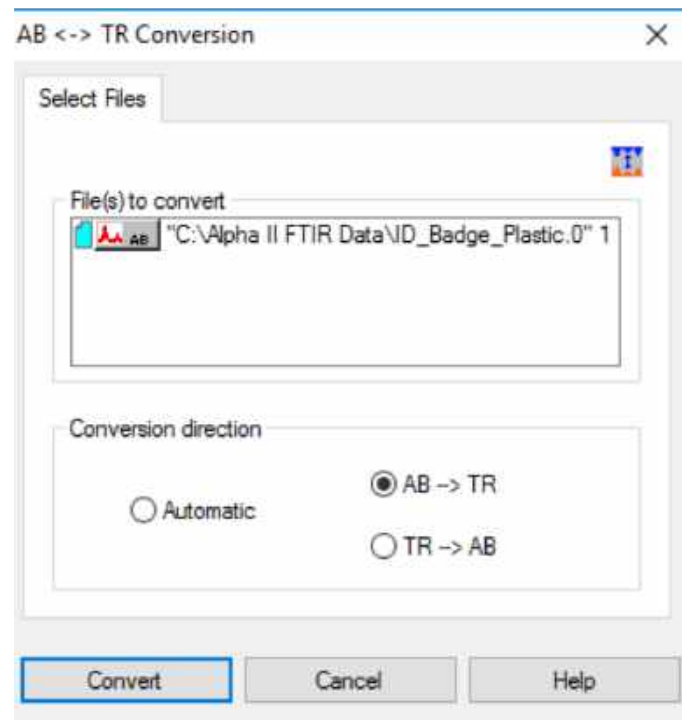 AB <-> TR Conversion
Select Files
File(s) to convert
AB "C:\Alpha II FTIR Data\ID_Badge_Plastic.0" 1
Conversion direction
AB --> TR
Automatic
TR --> AB
Convert
Cancel
Help